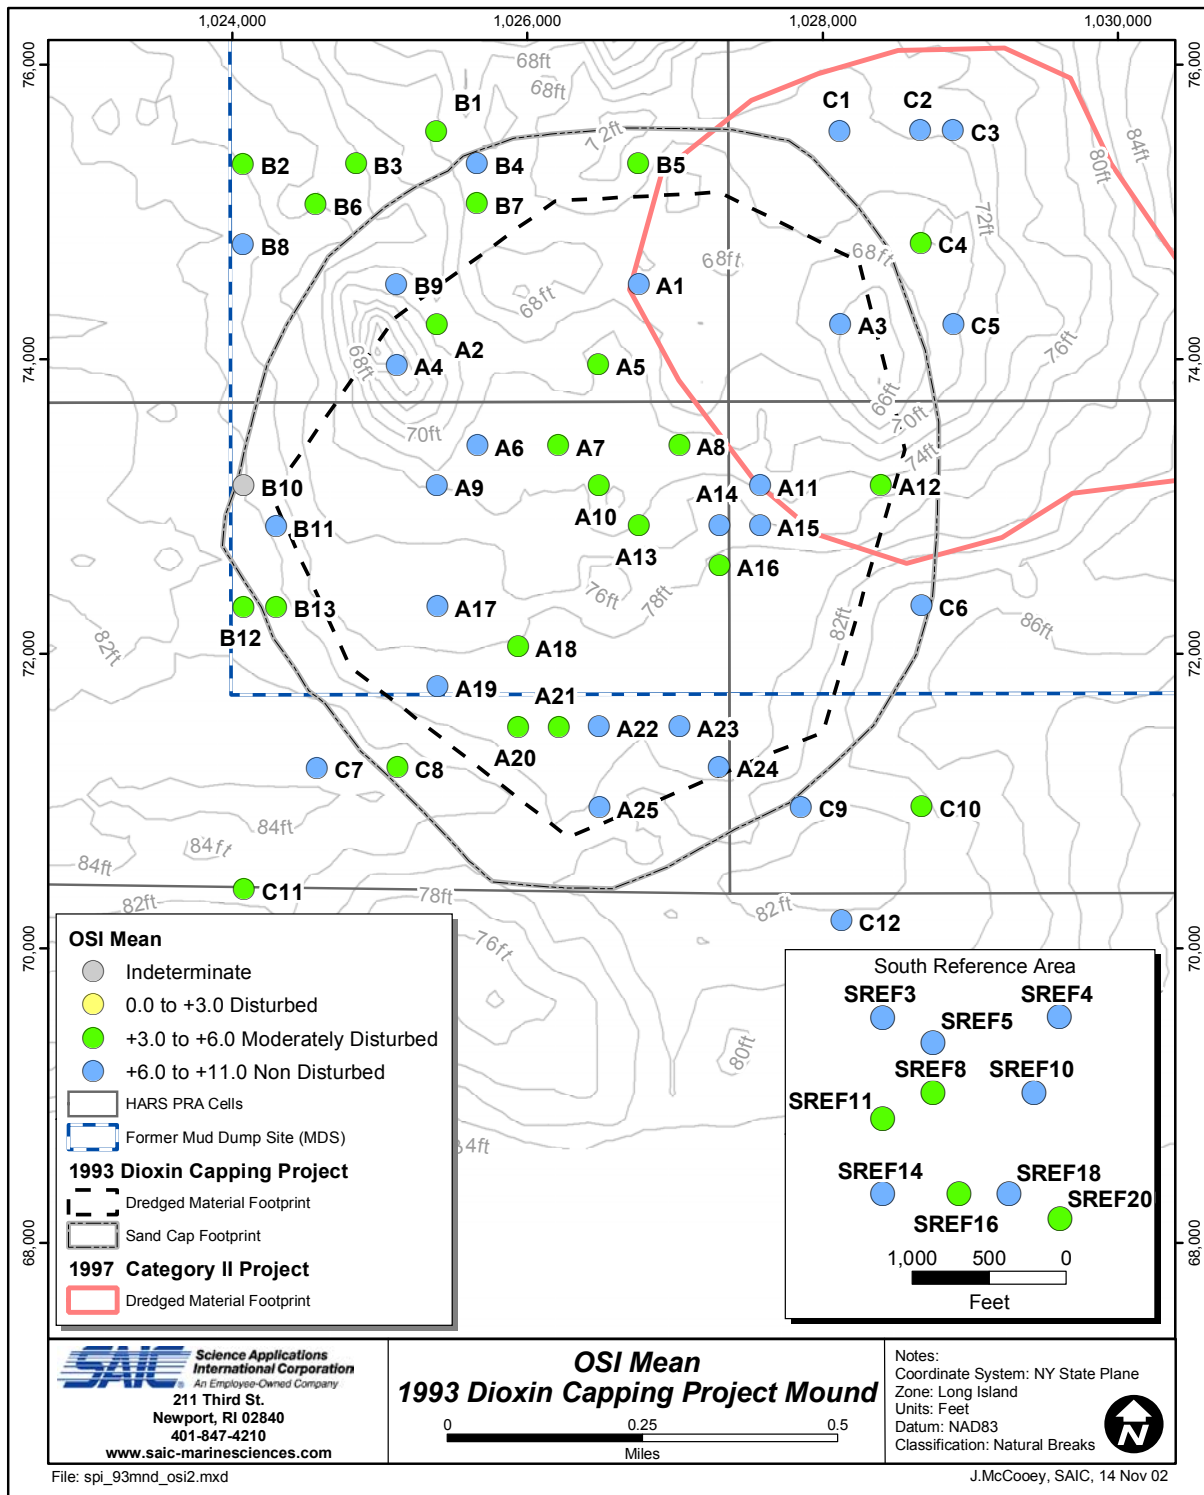 1,024,000 1,026,000 1,028,000 1,030,000
76,000 76,000
68ft
68ft
B1 C1 C2
C3
84ft
72ft
80ft
B2 B3 B4 B5
B6 B7
72ft
B8 C4
68ft 68ft
B9 A1
68ft
A3 C5
A2
76ft
74,000 74,000
68ft
A4 A5
66ft
70ft
70ft
A6 A7 A8
74ft
B10 A9 A10 A14 A11 A12
B11 A13 A15
A16
76ft
78ft
B12 B13 A17 C6
82ft
86ft
82ft
72,000 72,000
A18
A19 A21
A20 A22 A23
C7 C8 A24
A25 C9 C10
84ft
84ft
84ft
C11
82ft 78ft 82ft
C12
76ft
70,000 70,000
80ft
84ft
68,000 68,000
OSI Mean
Indeterminate
0.0 to +3.0 Disturbed
+3.0 to +6.0 Moderately Disturbed
+6.0 to +11.0 Non Disturbed
HARS PRA Cells
Former Mud Dump Site (MDS)
1993 Dioxin Capping Project
Dredged Material Footprint
Sand Cap Footprint
1997 Category II Project
Dredged Material Footprint
South Reference Area
SREF3 SREF4
SREF5
SREF8 SREF10
SREF11
SREF14 SREF18
SREF20
SREF16
1,000 500 0
Feet
SAIC
Science Applications
International Corporation
An Employee-Owned Company
211 Third St.
Newport, RI 02840
401-847-4210
www.saic-marinesciences.com
OSI Mean
1993 Dioxin Capping Project Mound
0 0.25 0.5
Miles
Notes:
Coordinate System: NY State Plane
Zone: Long Island
Units: Feet
Datum: NAD83
Classification: Natural Breaks
N
File: spi_93mnd_osi2.mxd
J.McCooey, SAIC, 14 Nov 02